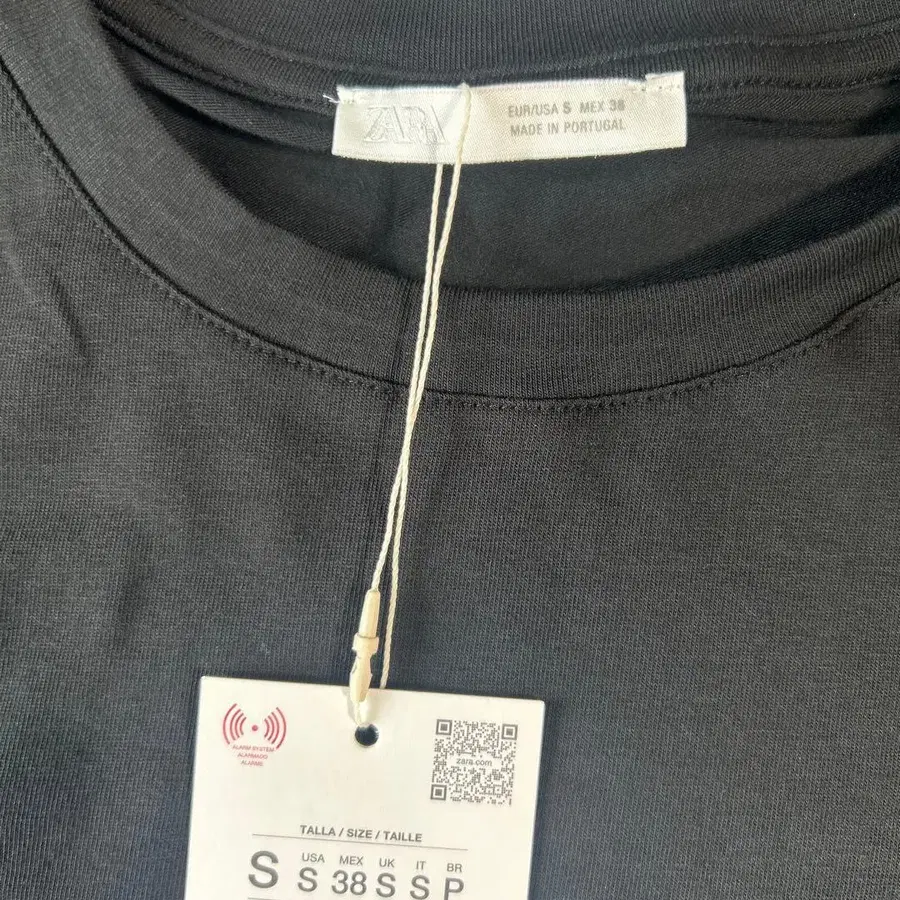 ZARA
EUR/USA S MEX 38
MADE IN PORTUGAL
ALARM SYSTEM
ALARMADO
ALARME
zara.com
TALLA / SIZE / TAILLE
USA MEX UK IT BR
S S 38 S S P